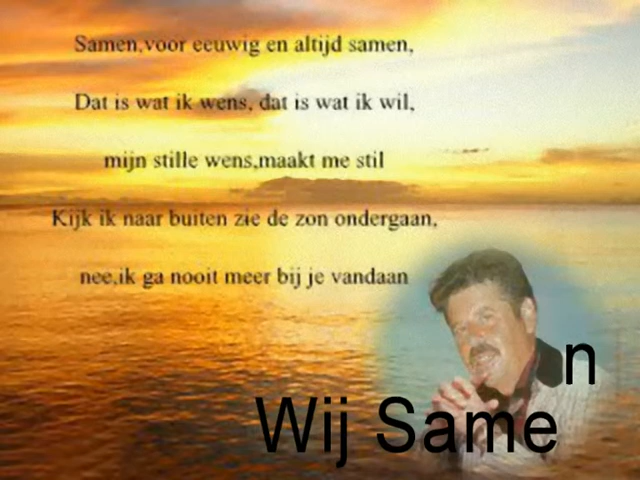 Samen,voor eeuwig en altijd samen,
Dat is wat ik wens, dat is wat ik wil,
mijn stille wens,maakt me stil
Kijk ik naar buiten zie de zon ondergaan,
nee,ik ga nooit meer bij je vandaan
n
Wij Same